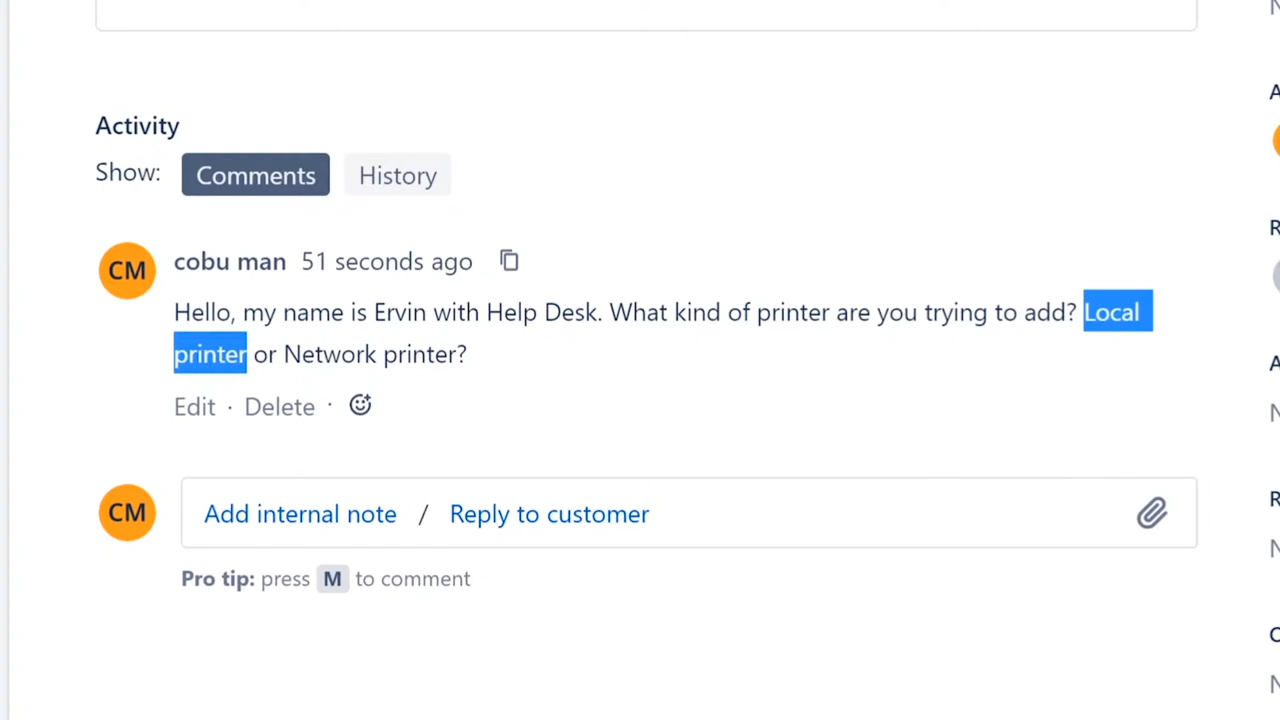 Activity
Show: Comments History
CM cobu man 51 seconds ago
Hello, my name is Ervin with Help Desk. What kind of printer are you trying to add? Local
printer or Network printer?
Edit · Delete ·
CM Add internal note / Reply to customer
Pro tip: press M to comment